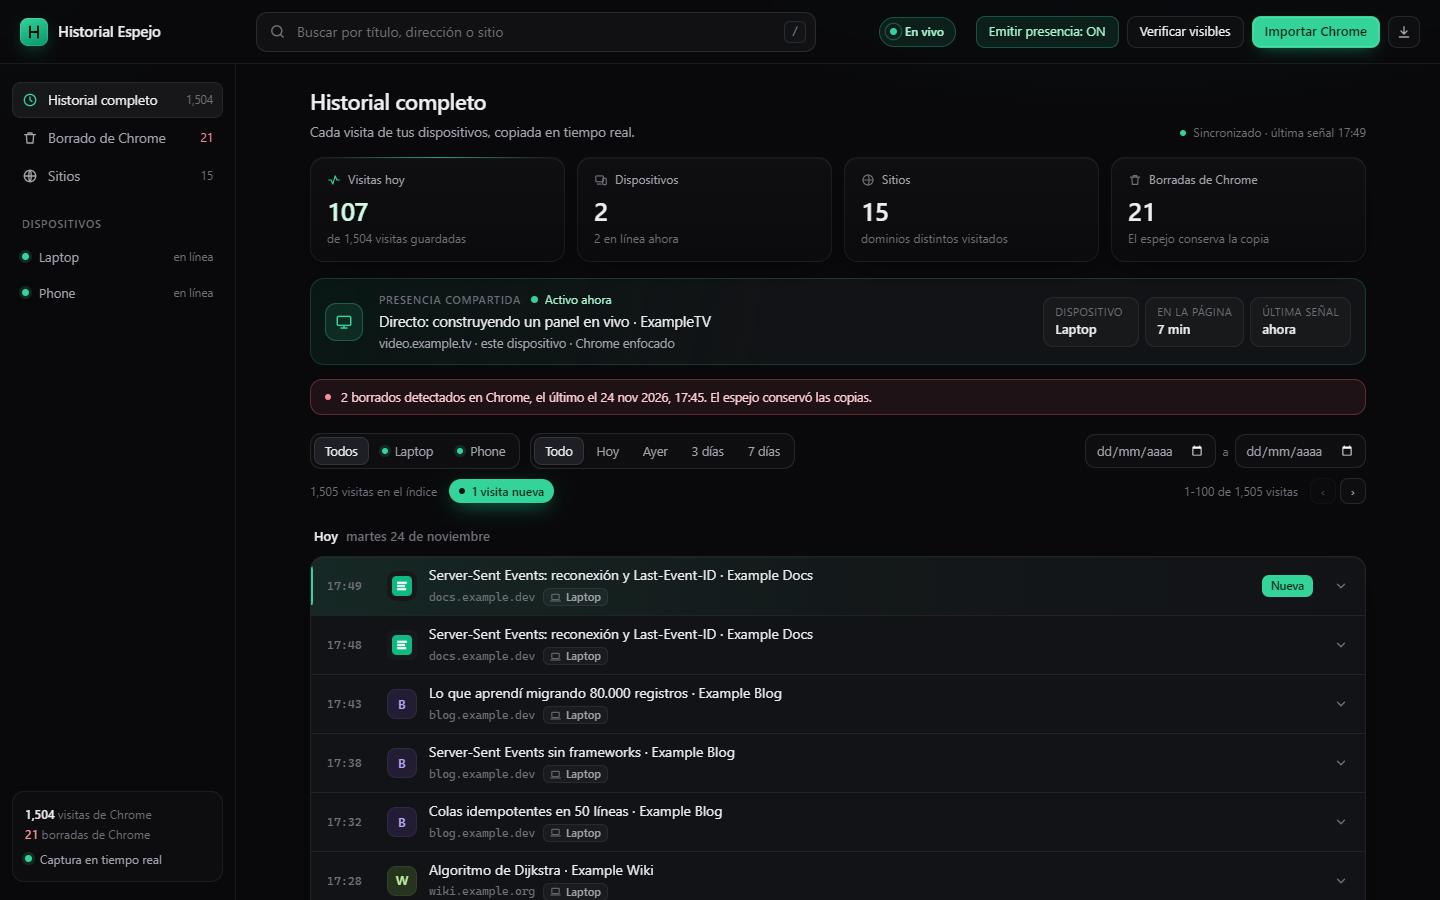 H Historial Espejo
Buscar por título, dirección o sitio /
En vivo
Emitir presencia: ON
Verificar visibles
Importar Chrome
Historial completo 1,504
Borrado de Chrome 21
Sitios 15
DISPOSITIVOS
Laptop en línea
Phone en línea
1,504 visitas de Chrome
21 borradas de Chrome
Captura en tiempo real
Historial completo
Cada visita de tus dispositivos, copiada en tiempo real.
Sincronizado · última señal 17:49
Visitas hoy
107
de 1,504 visitas guardadas
Dispositivos
2
2 en línea ahora
Sitios
15
dominios distintos visitados
Borradas de Chrome
21
El espejo conserva la copia
PRESENCIA COMPARTIDA Activo ahora
Directo: construyendo un panel en vivo · ExampleTV
video.example.tv · este dispositivo · Chrome enfocado
DISPOSITIVO
Laptop
EN LA PÁGINA
7 min
ÚLTIMA SEÑAL
ahora
2 borrados detectados en Chrome, el último el 24 nov 2026, 17:45. El espejo conservó las copias.
Todos Laptop Phone
Todo Hoy Ayer 3 días 7 días
dd/mm/aaaa a dd/mm/aaaa
1,505 visitas en el índice 1 visita nueva
1-100 de 1,505 visitas ‹ ›
Hoy martes 24 de noviembre
17:49
Server-Sent Events: reconexión y Last-Event-ID · Example Docs
docs.example.dev Laptop
Nueva
17:48
Server-Sent Events: reconexión y Last-Event-ID · Example Docs
docs.example.dev Laptop
17:43 B
Lo que aprendí migrando 80.000 registros · Example Blog
blog.example.dev Laptop
17:38 B
Server-Sent Events sin frameworks · Example Blog
blog.example.dev Laptop
17:32 B
Colas idempotentes en 50 líneas · Example Blog
blog.example.dev Laptop
17:28 W
Algoritmo de Dijkstra · Example Wiki
wiki.example.org Laptop